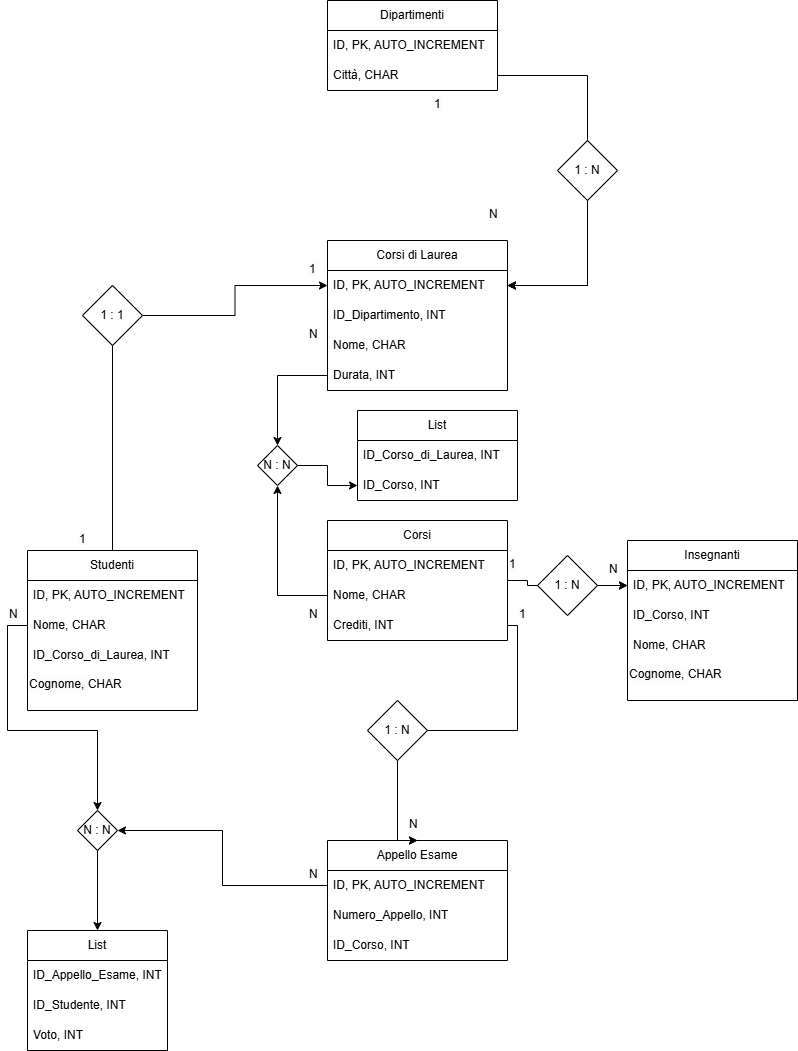 Dipartimenti
ID, PK, AUTO_INCREMENT
Città, CHAR
1
1 : N
N
Corsi di Laurea
ID, PK, AUTO_INCREMENT
ID_Dipartimento, INT
Nome, CHAR
Durata, INT
1
N
1 : 1
List
ID_Corso_di_Laurea, INT
ID_Corso, INT
N : N
Corsi
ID, PK, AUTO_INCREMENT
Nome, CHAR
Crediti, INT
N
1
1 : N
N
Insegnanti
ID, PK, AUTO_INCREMENT
ID_Corso, INT
Nome, CHAR
Cognome, CHAR
1
1
Studenti
ID, PK, AUTO_INCREMENT
Nome, CHAR
ID_Corso_di_Laurea, INT
Cognome, CHAR
N
1 : N
N
Appello Esame
ID, PK, AUTO_INCREMENT
Numero_Appello, INT
ID_Corso, INT
N
N : N
List
ID_Appello_Esame, INT
ID_Studente, INT
Voto, INT